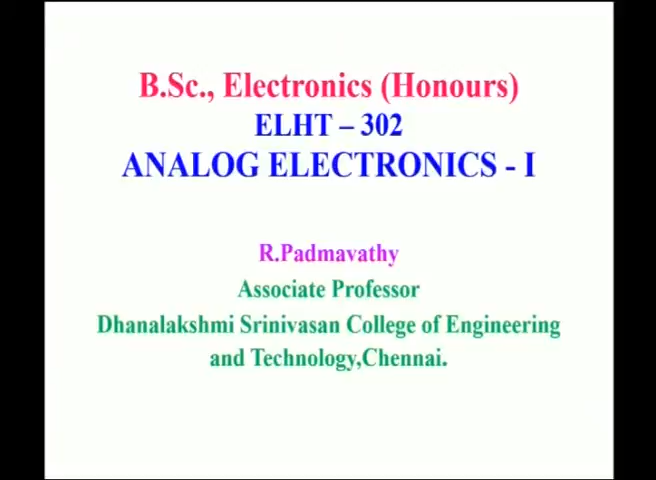 B.Sc., Electronics (Honours)
ELHT – 302
ANALOG ELECTRONICS - I
R.Padmavathy
Associate Professor
Dhanalakshmi Srinivasan College of Engineering
and Technology,Chennai.